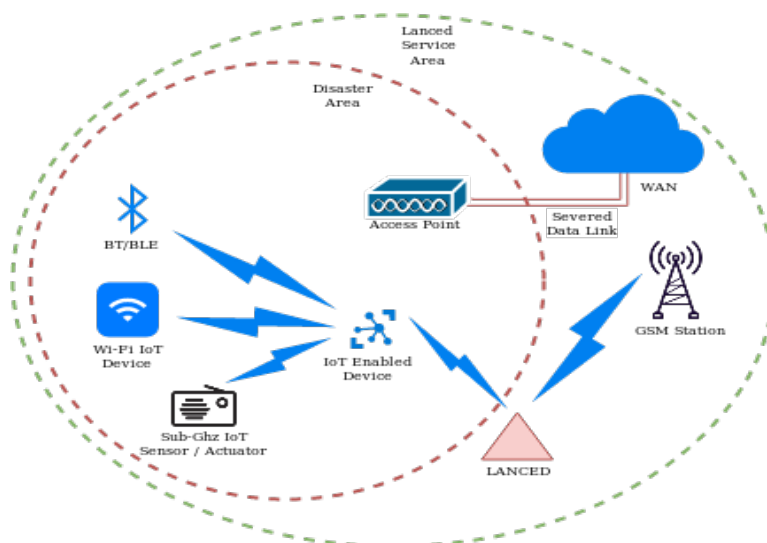 Lanced
Service
Area
Disaster
Area
WAN
Access Point
Severed
Data Link
BT/BLE
GSM Station
Wi-Fi IoT
Device
IoT Enabled
Device
Sub-Ghz IoT
Sensor / Actuator
LANCED